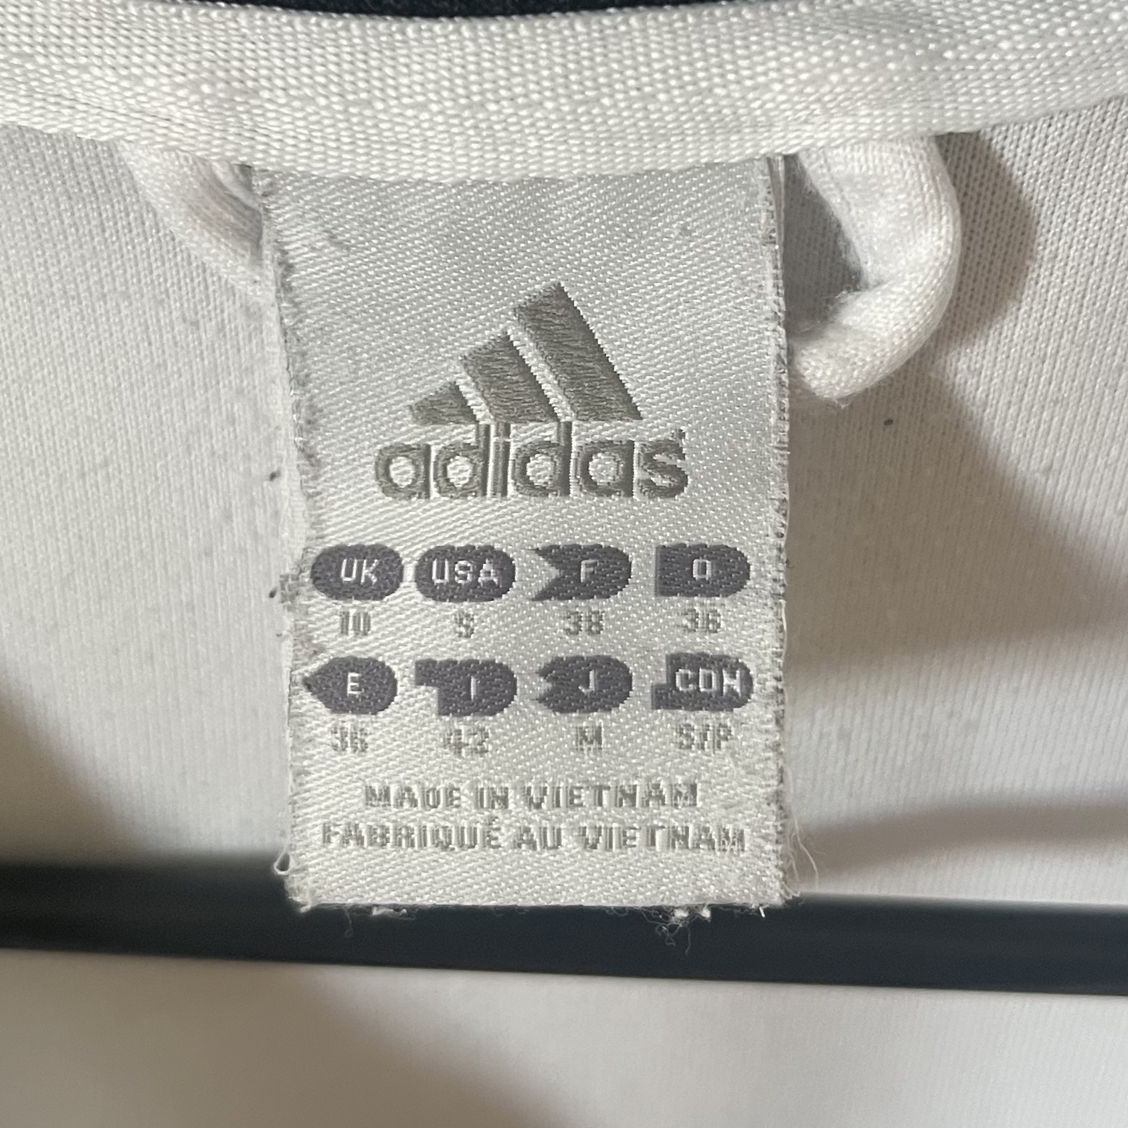 adidas
UK USA F D
10 S 38 36
E I J CDN
36 42 M S/P
MADE IN VIETNAM
FABRIQUÉ AU VIETNAM